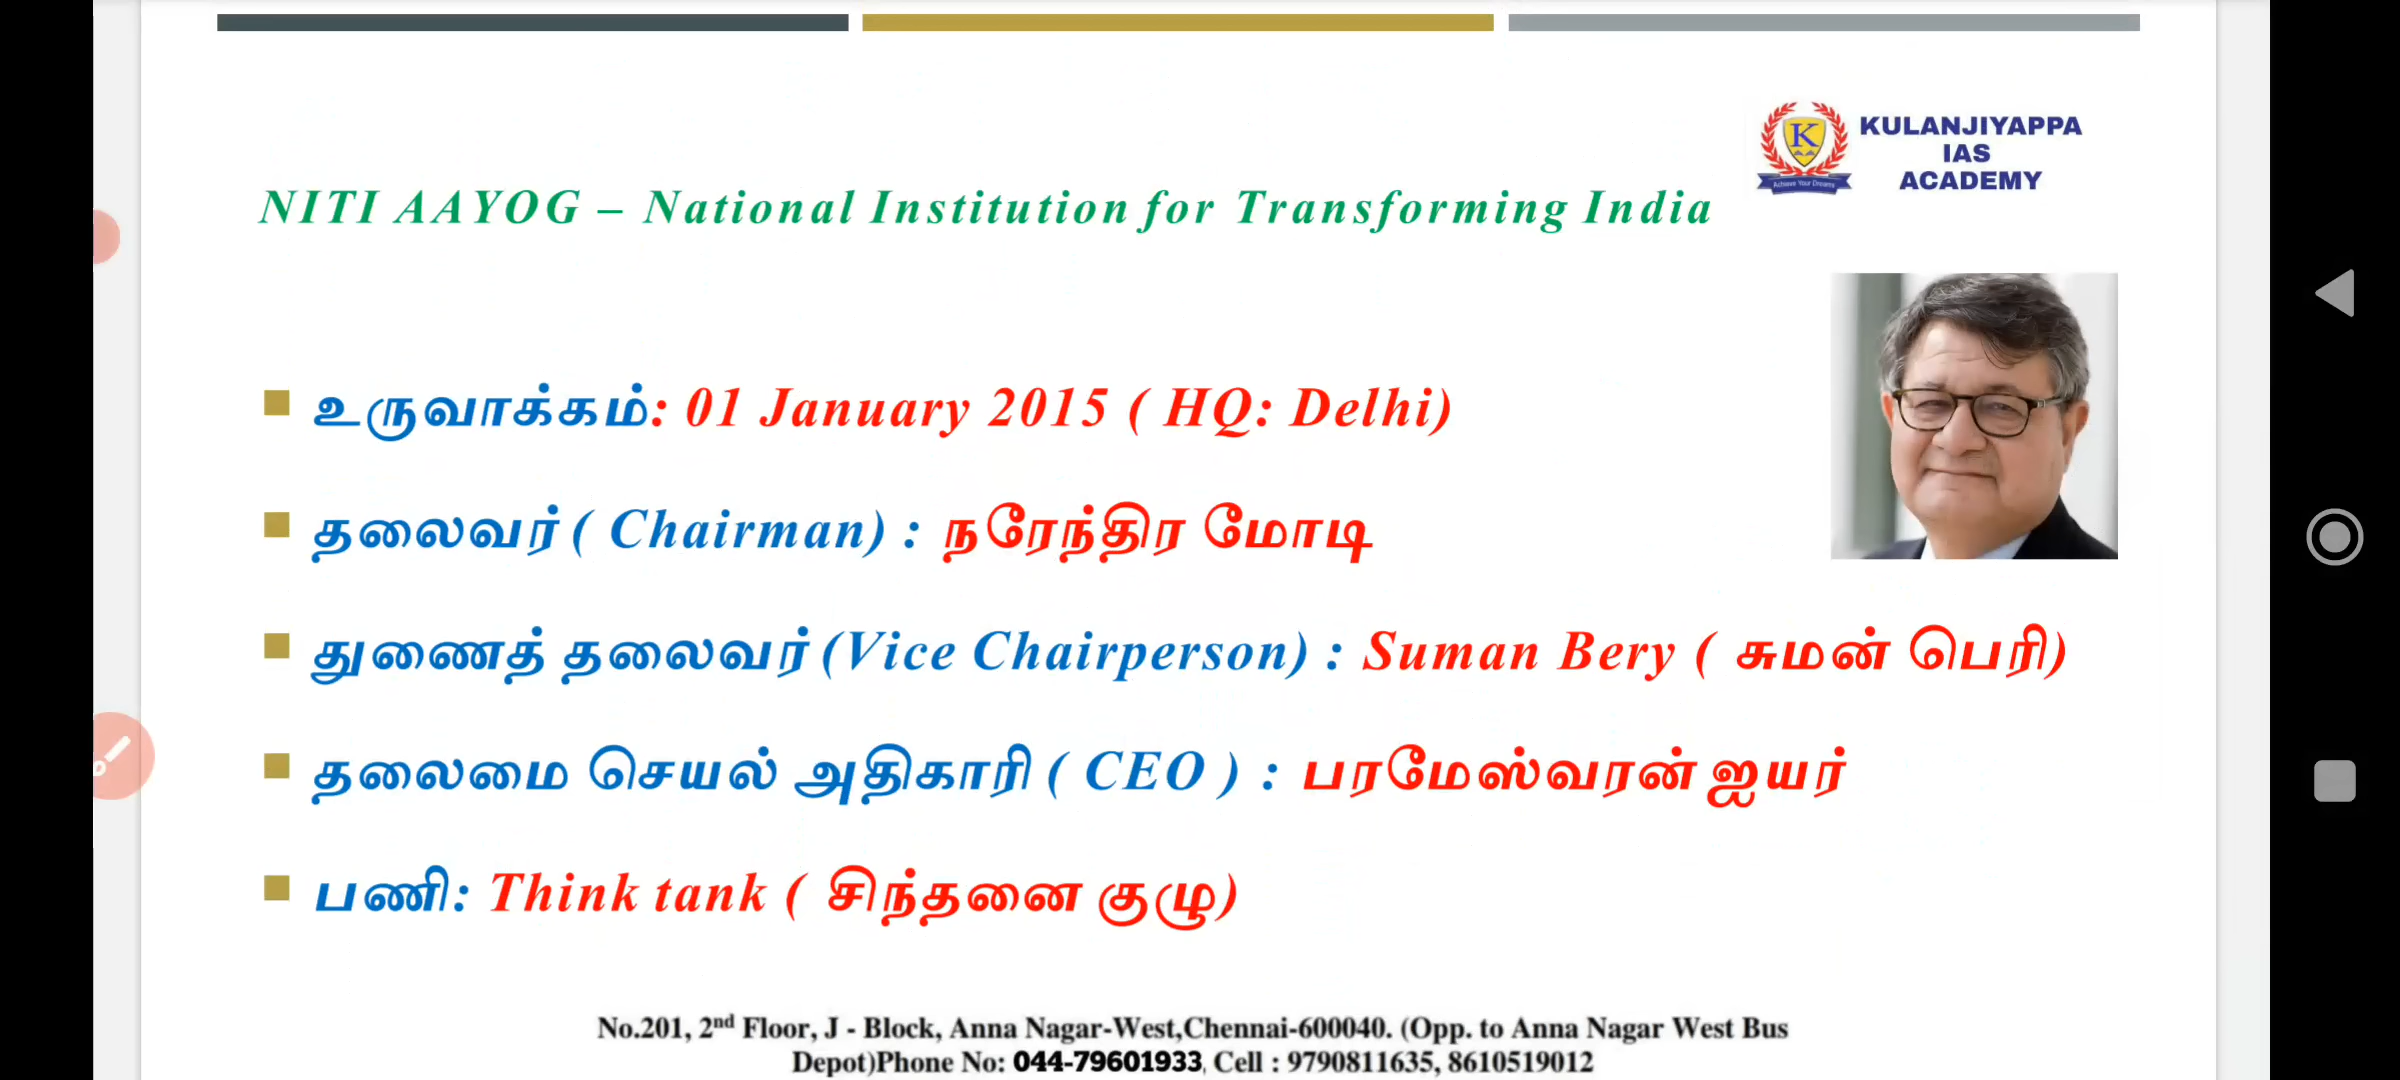 KULANJIYAPPA
IAS
ACADEMY
K
Achieve Your Dreams
NITI AAYOG – National Institution for Transforming India
உருவாக்கம்: 01 January 2015 ( HQ: Delhi)
தலைவர் ( Chairman) : நரேந்திர மோடி
துணைத் தலைவர் (Vice Chairperson) : Suman Bery ( சுமன் பெரி)
தலைமை செயல் அதிகாரி ( CEO ) : பரமேஸ்வரன் ஐயர்
பணி: Think tank ( சிந்தனை குழு)
No.201, 2nd Floor, J - Block, Anna Nagar-West,Chennai-600040. (Opp. to Anna Nagar West Bus
Depot)Phone No: 044-79601933, Cell : 9790811635, 8610519012